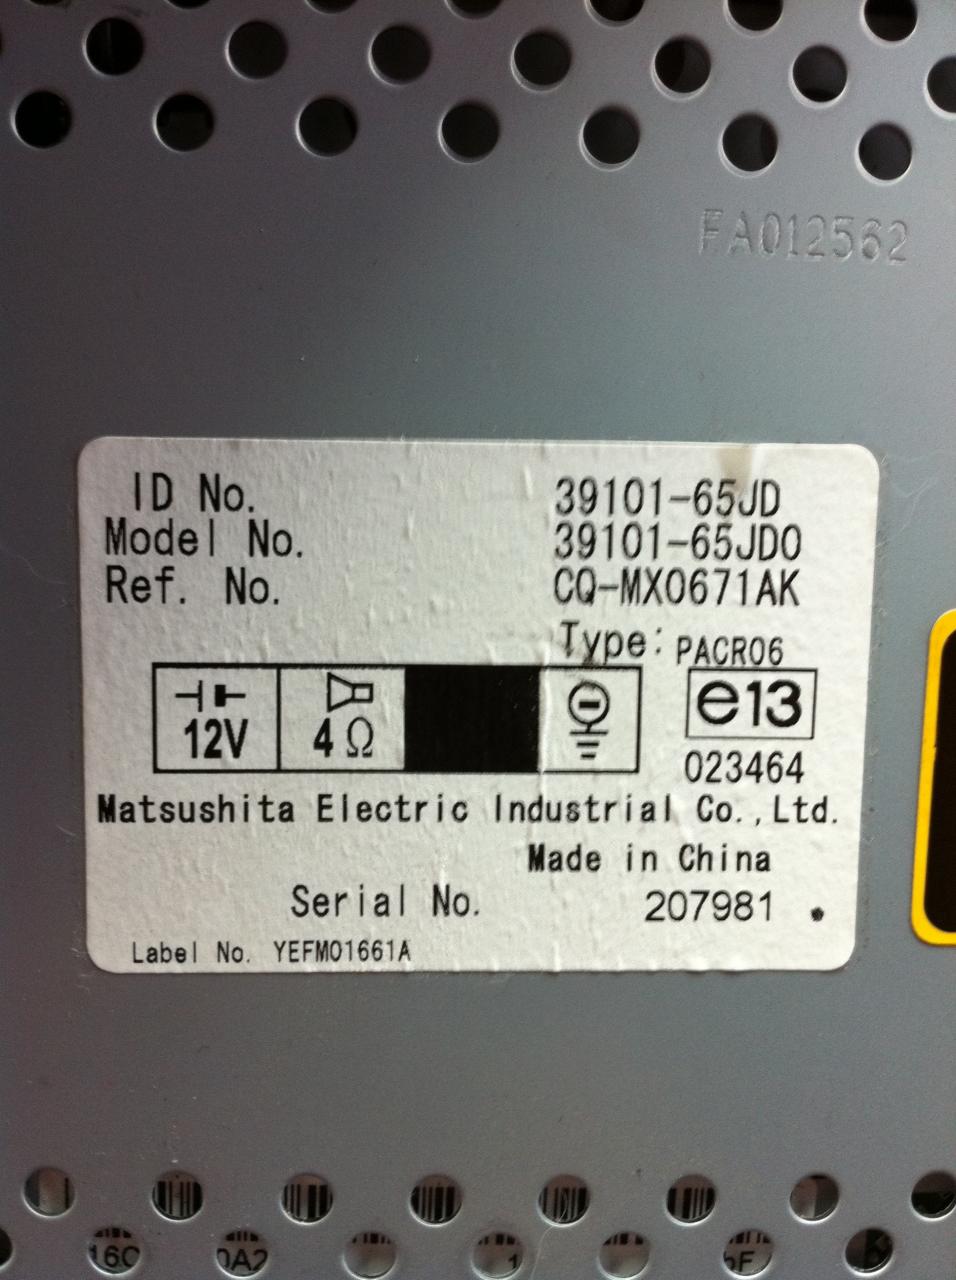 FA012562
ID No. 39101-65JD
Model No. 39101-65JD0
Ref. No. CQ-MX0671AK
Type: PACR06
12V 4 Ω e13
023464
Matsushita Electric Industrial Co.,Ltd.
Made in China
Serial No. 207981
Label No. YEFM01661A